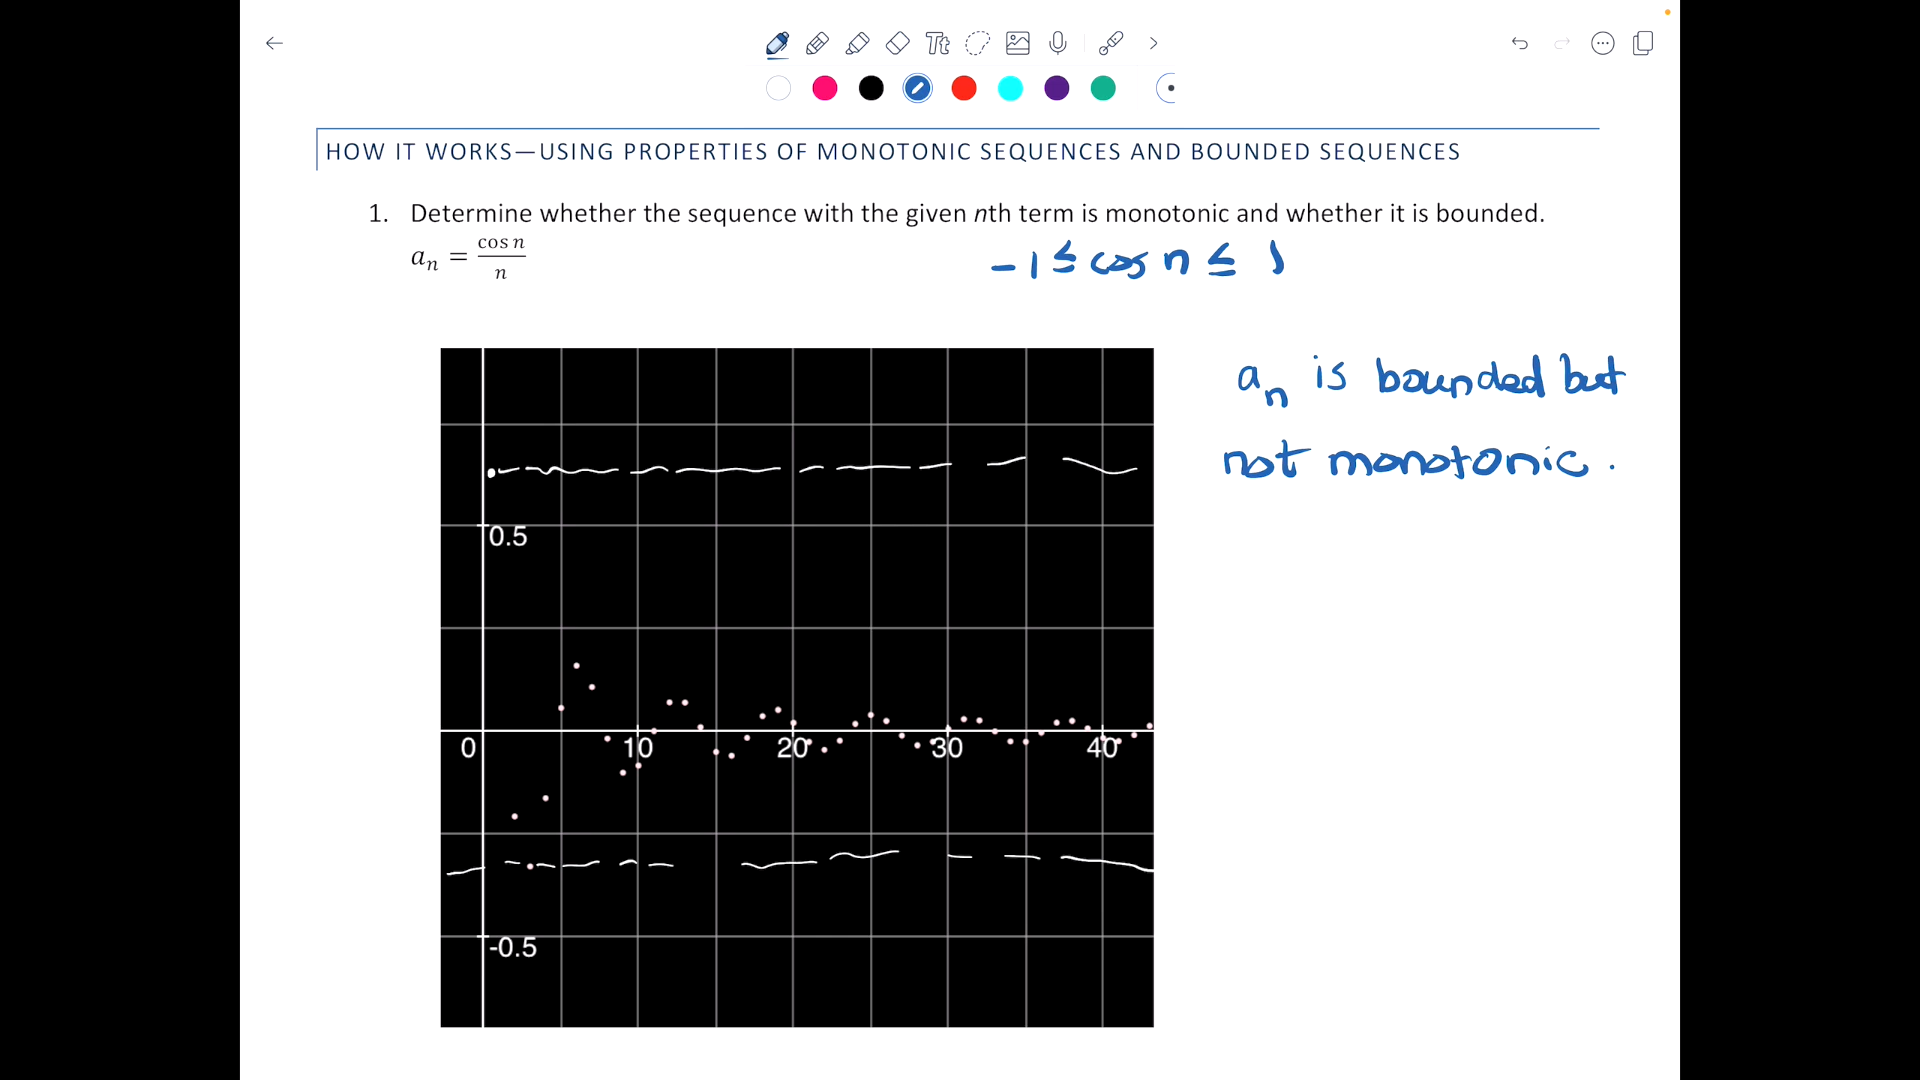 Tt
HOW IT WORKS—USING PROPERTIES OF MONOTONIC SEQUENCES AND BOUNDED SEQUENCES
1. Determine whether the sequence with the given nth term is monotonic and whether it is bounded.
aₙ = cos n / n
-1 ≤ cos n ≤ 1
aₙ is bounded but
not monotonic.
0.5
0 10 20 30 40
-0.5